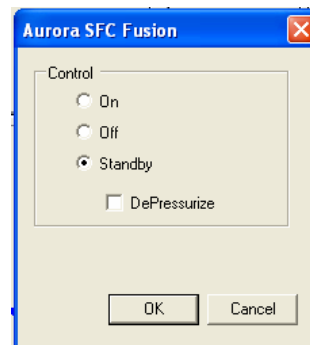 Aurora SFC Fusion
Control
On
Off
Standby
DePressurize
OK Cancel